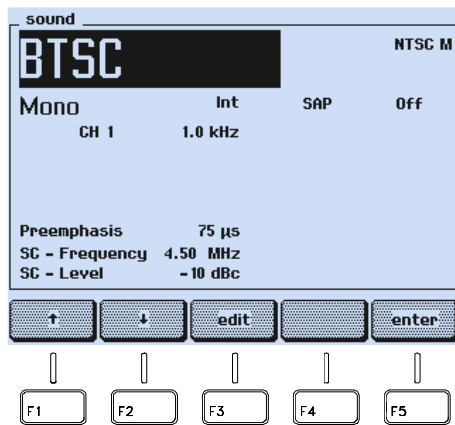 sound
BTSC NTSC M
Mono Int SAP Off
CH 1 1.0 kHz
Preemphasis 75 µs
SC - Frequency 4.50 MHz
SC - Level -10 dBc
↑ ↓ edit enter
F1 F2 F3 F4 F5